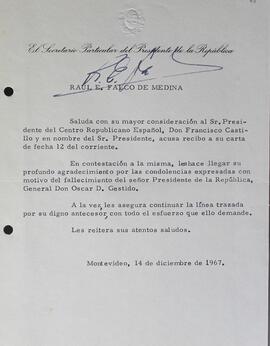 El Secretario Particular del Presidente de la República
RAUL E. FALCO DE MEDINA
Saluda con su mayor consideración al Sr. Presi-
dente del Centro Republicano Español, Don Francisco Casti-
llo y en nombre del Sr. Presidente, acusa recibo a su carta
de fecha 12 del corriente.
En contestación a la misma, les hace llegar su
profundo agradecimiento por las condolencias expresadas con
motivo del fallecimiento del señor Presidente de la República,
General Don Oscar D. Gestido.
A la vez, les asegura continuar la línea trazada
por su digno antecesor, con todo el esfuerzo que ello demande.
Les reitera sus atentos saludos.
Montevideo, 14 de diciembre de 1967.